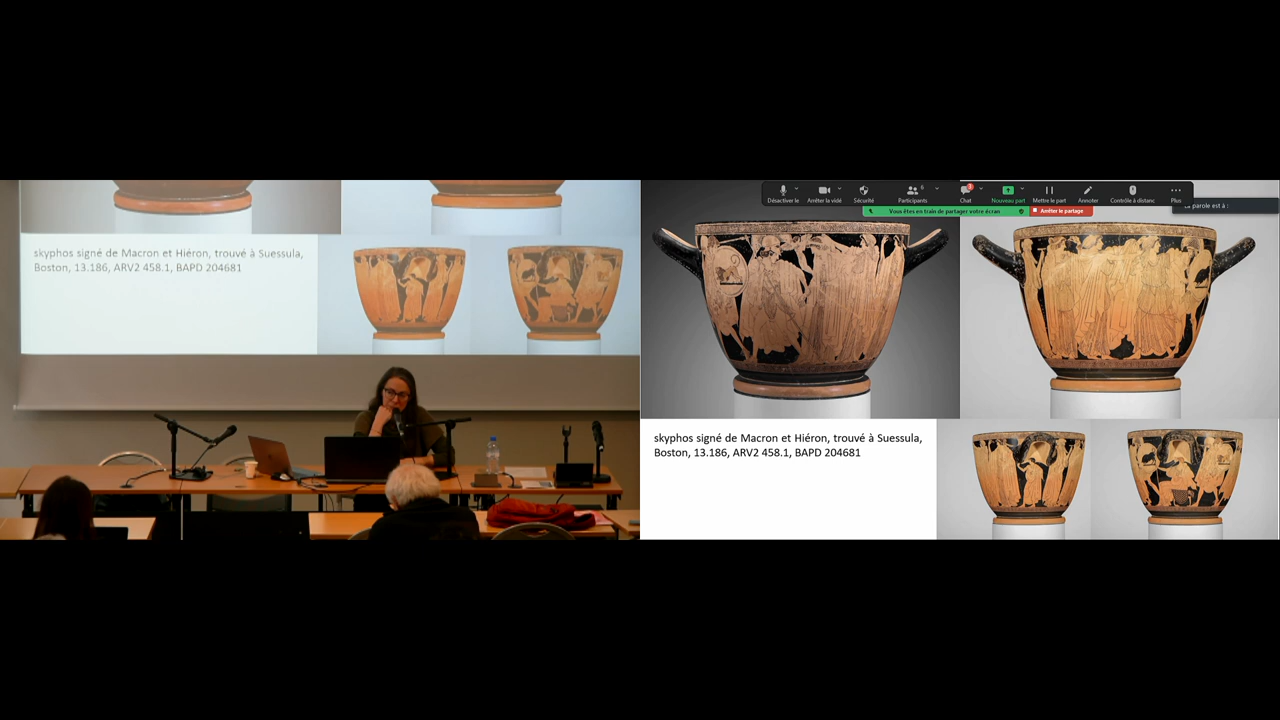 skyphos signé de Macron et Hiéron, trouvé à Suessula,
Boston, 13.186, ARV2 458.1, BAPD 204681
Désactiver le
Arrêter la vidé
Sécurité
6
Participants
3
Chat
Nouveau part
Mettre le part
Annoter
Contrôle à distanc
Plus
Vous êtes en train de partager votre écran
Arrêter le partage
parole est à :
skyphos signé de Macron et Hiéron, trouvé à Suessula,
Boston, 13.186, ARV2 458.1, BAPD 204681